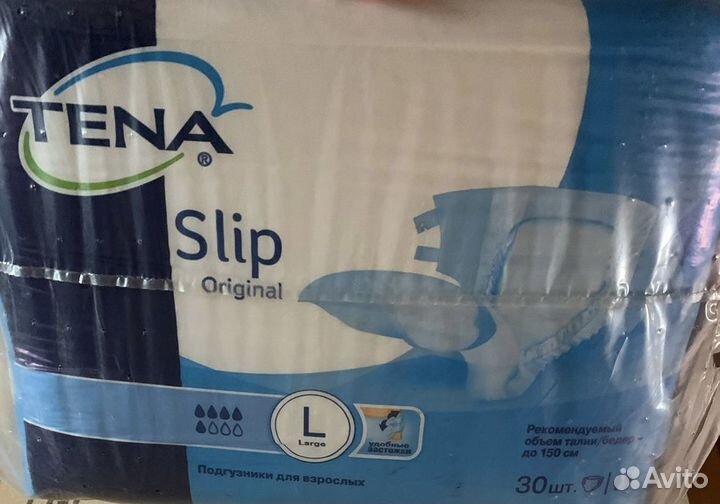 TENA
®
Slip
Original
L
Large
удобные
застежки
Подгузники для взрослых
Рекомендуемый
объем талии/бедер –
до 150 см
30шт.
Avito